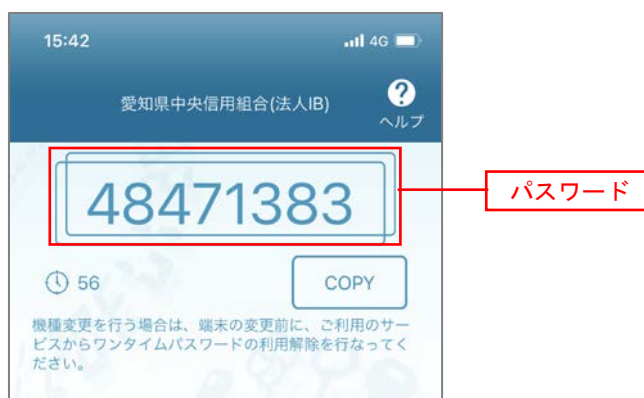 15:42 4G
愛知県中央信用組合(法人IB)
?
ヘルプ
48471383
パスワード
56
COPY
機種変更を行う場合は、端末の変更前に、ご利用のサー
ビスからワンタイムパスワードの利用解除を行なってく
ださい。